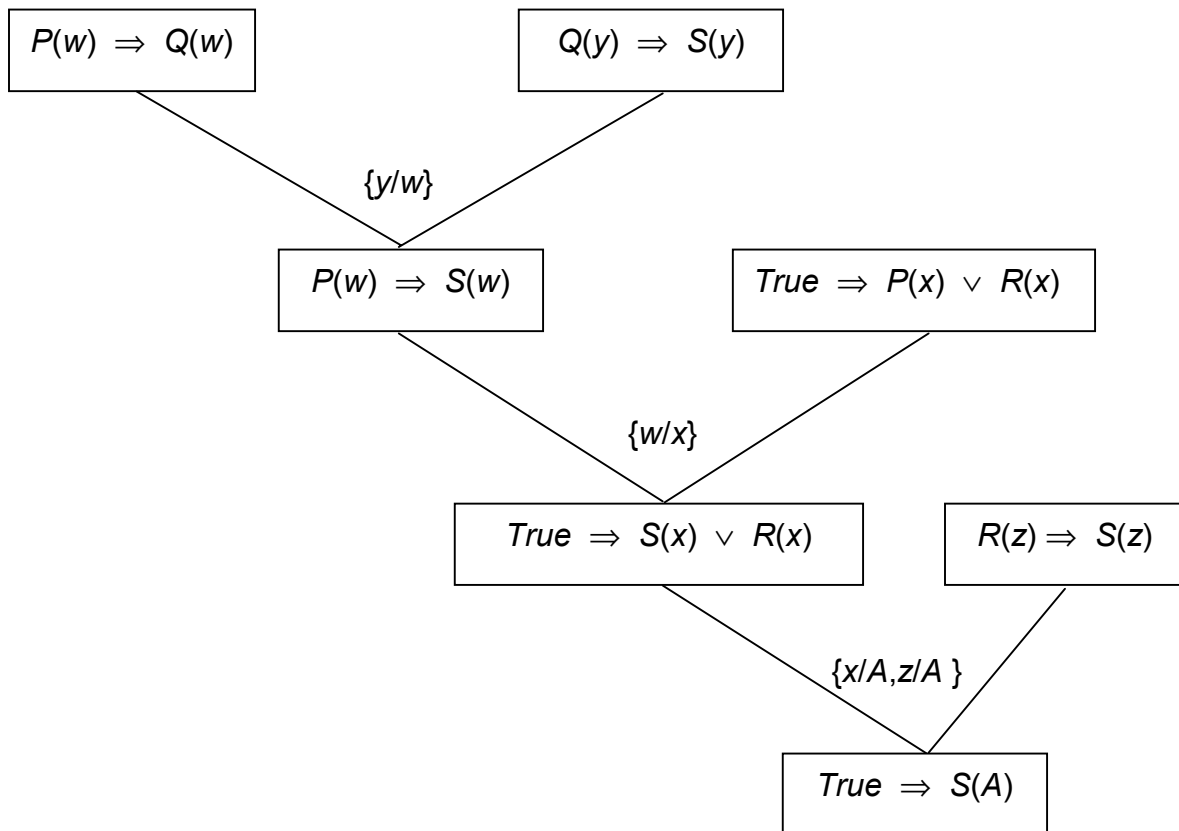 P(w) ⇒ Q(w)
Q(y) ⇒ S(y)
{y/w}
P(w) ⇒ S(w)
True ⇒ P(x) ∨ R(x)
{w/x}
True ⇒ S(x) ∨ R(x)
R(z) ⇒ S(z)
{x/A,z/A }
True ⇒ S(A)